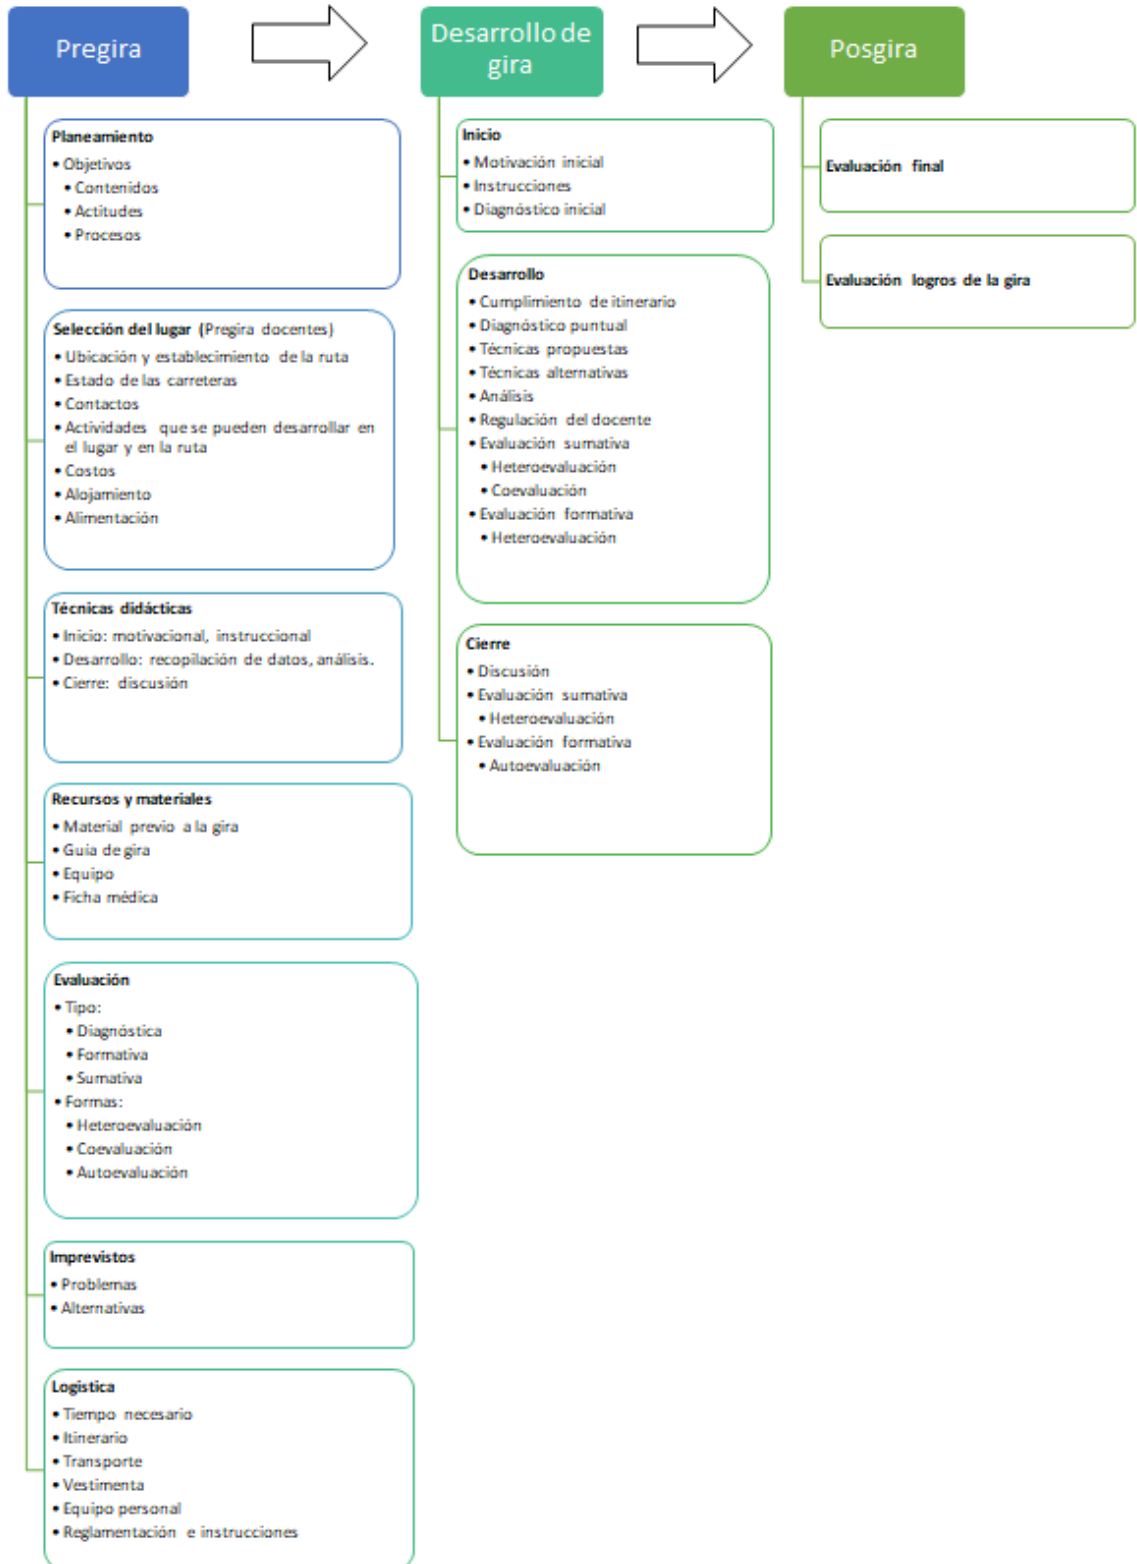 Pregira
Desarrollo de
gira
Posgira
Planeamiento
• Objetivos
• Contenidos
• Actitudes
• Procesos
Selección del lugar (Pregira docentes)
• Ubicación y establecimiento de la ruta
• Estado de las carreteras
• Contactos
• Actividades que se pueden desarrollar en
el lugar y en la ruta
• Costos
• Alojamiento
• Alimentación
Técnicas didácticas
• Inicio: motivacional, instruccional
• Desarrollo: recopilación de datos, análisis.
• Cierre: discusión
Recursos y materiales
• Material previo a la gira
• Guia de gira
• Equipo
• Ficha médica
Evaluación
• Tipo:
• Diagnóstica
• Formativa
• Sumativa
• Formas:
• Heteroevaluación
• Coevaluación
• Autoevaluación
Imprevistos
• Problemas
• Alternativas
Logistica
• Tiempo necesario
• Itinerario
• Transporte
• Vestimenta
• Equipo personal
• Reglamentación e instrucciones
Inicio
• Motivación inicial
• Instrucciones
• Diagnóstico inicial
Desarrollo
• Cumplimiento de itinerario
• Diagnóstico puntual
• Técnicas propuestas
• Técnicas alternativas
• Análisis
• Regulación del docente
• Evaluación sumativa
• Heteroevaluación
• Coevaluación
• Evaluación formativa
• Heteroevaluación
Cierre
• Discusión
• Evaluación sumativa
• Heteroevaluación
• Evaluación formativa
• Autoevaluación
Evaluación final
Evaluación logros de la gira